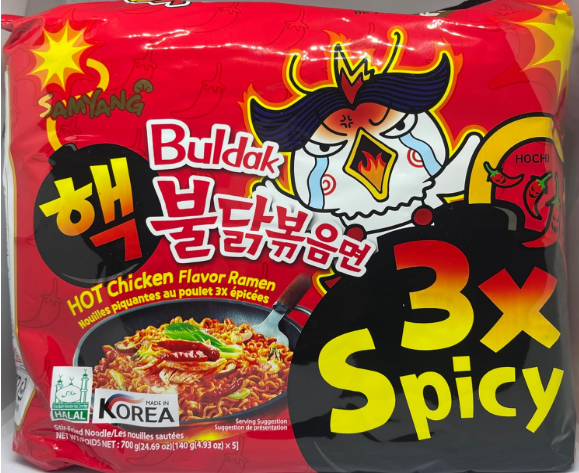 SAMYANG
Buldak
핵
불닭볶음면
HOCHI
HOT Chicken Flavor Ramen
Nouilles piquantes au poulet 3X épicées
3x
Spicy
HALAL
MADE IN
KOREA
Serving Suggestion
Suggestion de présentation
Stir-Fried Noodle/Les nouilles sautées
NET WT/POIDS NET : 700 g(24.69 oz)(140 g(4.93 oz) × 5)